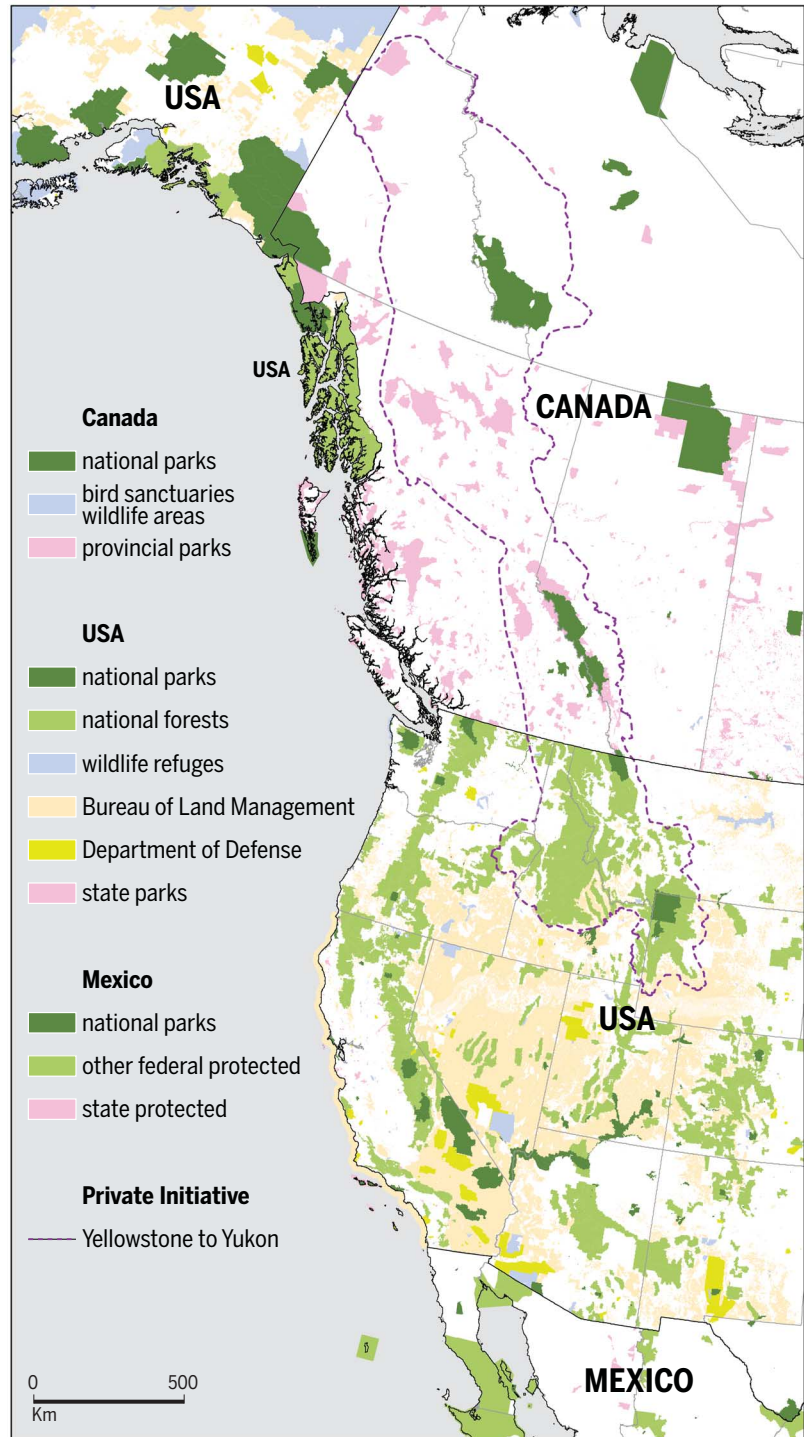 USA
USA
CANADA
Canada
national parks
bird sanctuaries
wildlife areas
provincial parks
USA
national parks
national forests
wildlife refuges
Bureau of Land Management
Department of Defense
state parks
USA
Mexico
national parks
other federal protected
state protected
Private Initiative
Yellowstone to Yukon
MEXICO
0 500
Km